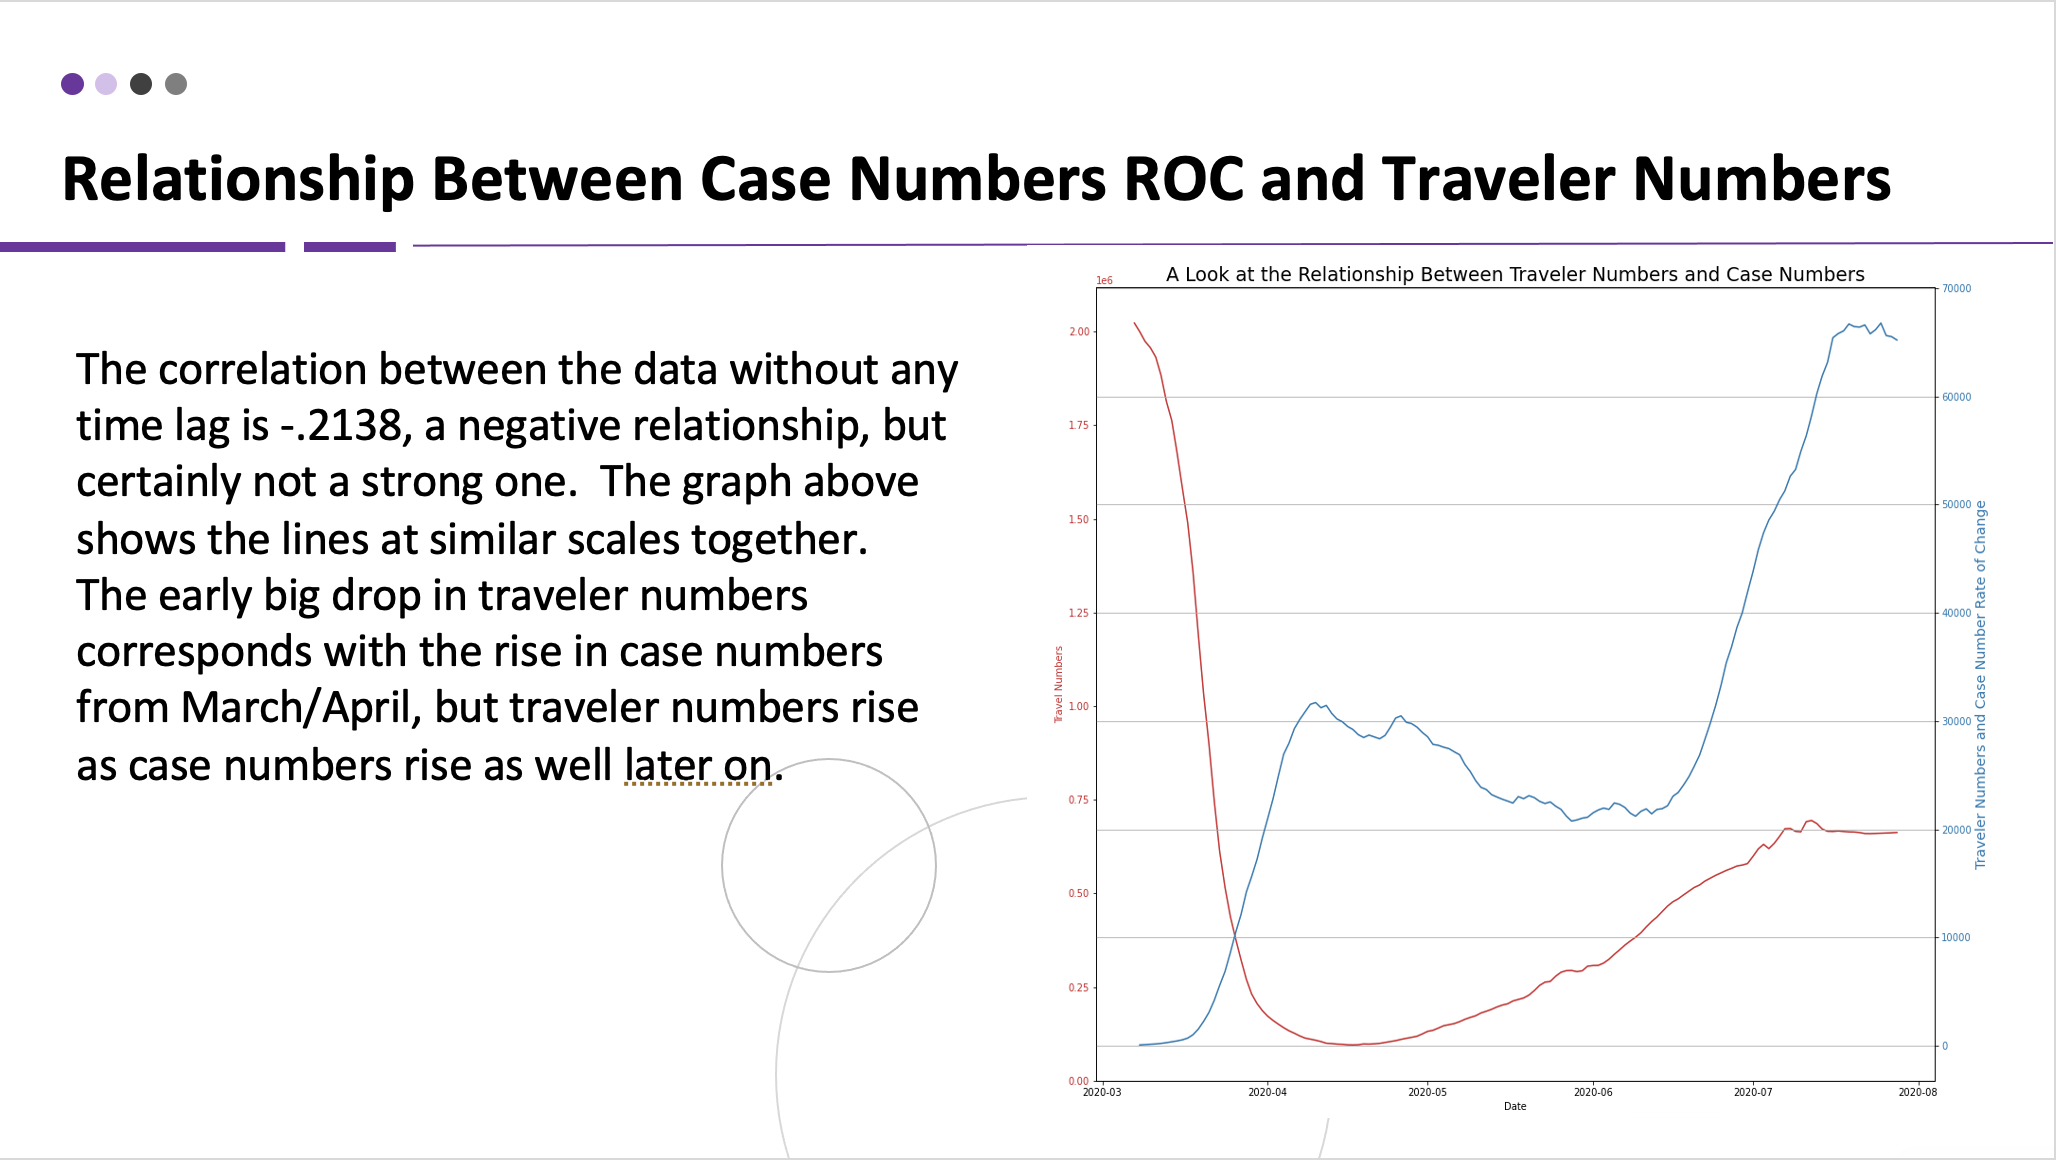 Relationship Between Case Numbers ROC and Traveler Numbers
The correlation between the data without any
time lag is -.2138, a negative relationship, but
certainly not a strong one.  The graph above
shows the lines at similar scales together.
The early big drop in traveler numbers
corresponds with the rise in case numbers
from March/April, but traveler numbers rise
as case numbers rise as well later on.
A Look at the Relationship Between Traveler Numbers and Case Numbers
1e6
2.00
1.75
1.50
1.25
1.00
0.75
0.50
0.25
0.00
Travel Numbers
70000
60000
50000
40000
30000
20000
10000
0
Traveler Numbers and Case Number Rate of Change
2020-03 2020-04 2020-05 2020-06 2020-07 2020-08
Date